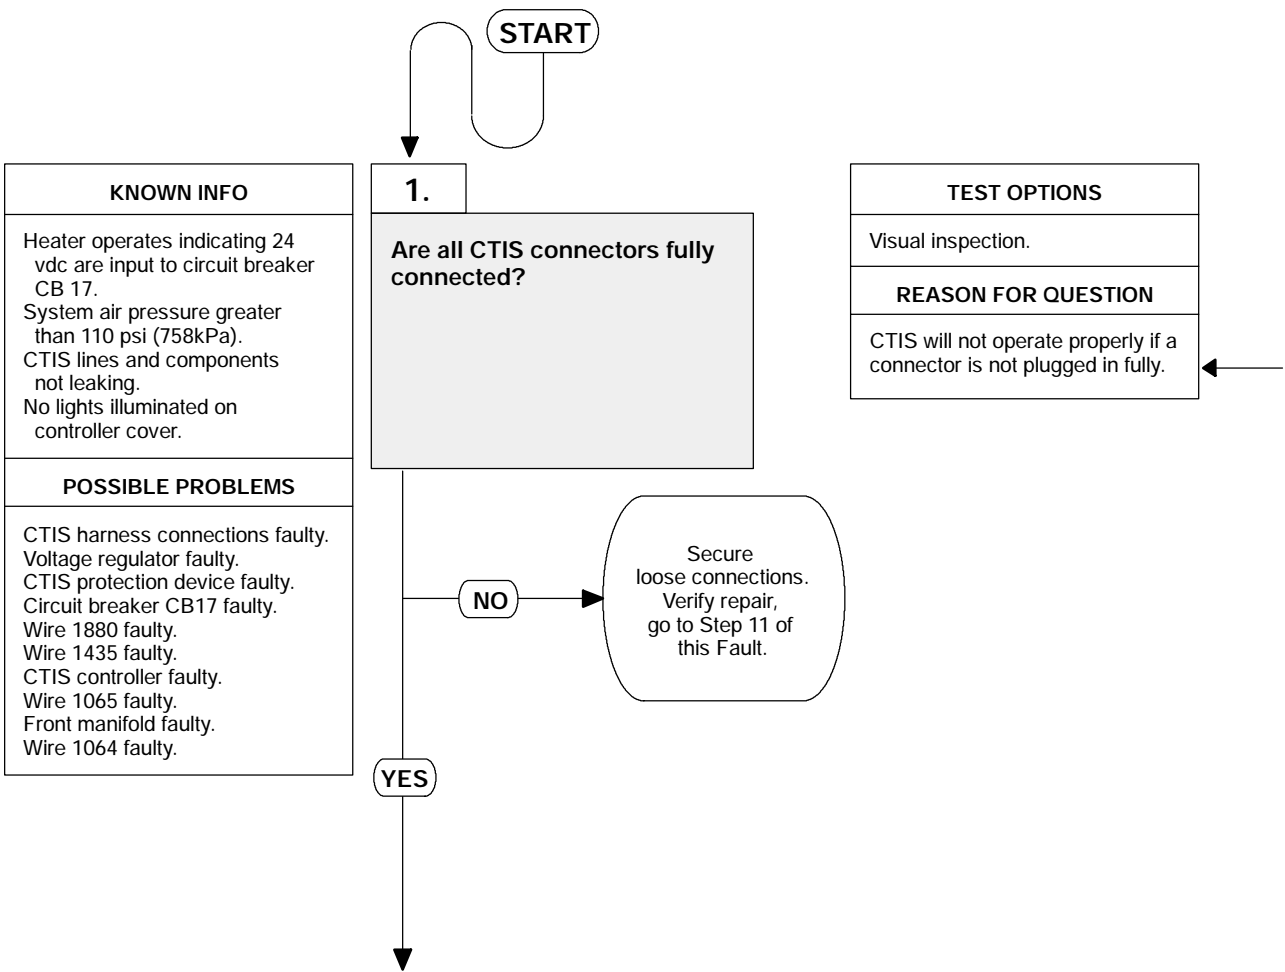 START
KNOWN INFO
Heater operates indicating 24
vdc are input to circuit breaker
CB 17.
System air pressure greater
than 110 psi (758kPa).
CTIS lines and components
not leaking.
No lights illuminated on
controller cover.
POSSIBLE PROBLEMS
CTIS harness connections faulty.
Voltage regulator faulty.
CTIS protection device faulty.
Circuit breaker CB17 faulty.
Wire 1880 faulty.
Wire 1435 faulty.
CTIS controller faulty.
Wire 1065 faulty.
Front manifold faulty.
Wire 1064 faulty.
1.
Are all CTIS connectors fully
connected?
NO
Secure
loose connections.
Verify repair,
go to Step 11 of
this Fault.
YES
TEST OPTIONS
Visual inspection.
REASON FOR QUESTION
CTIS will not operate properly if a
connector is not plugged in fully.